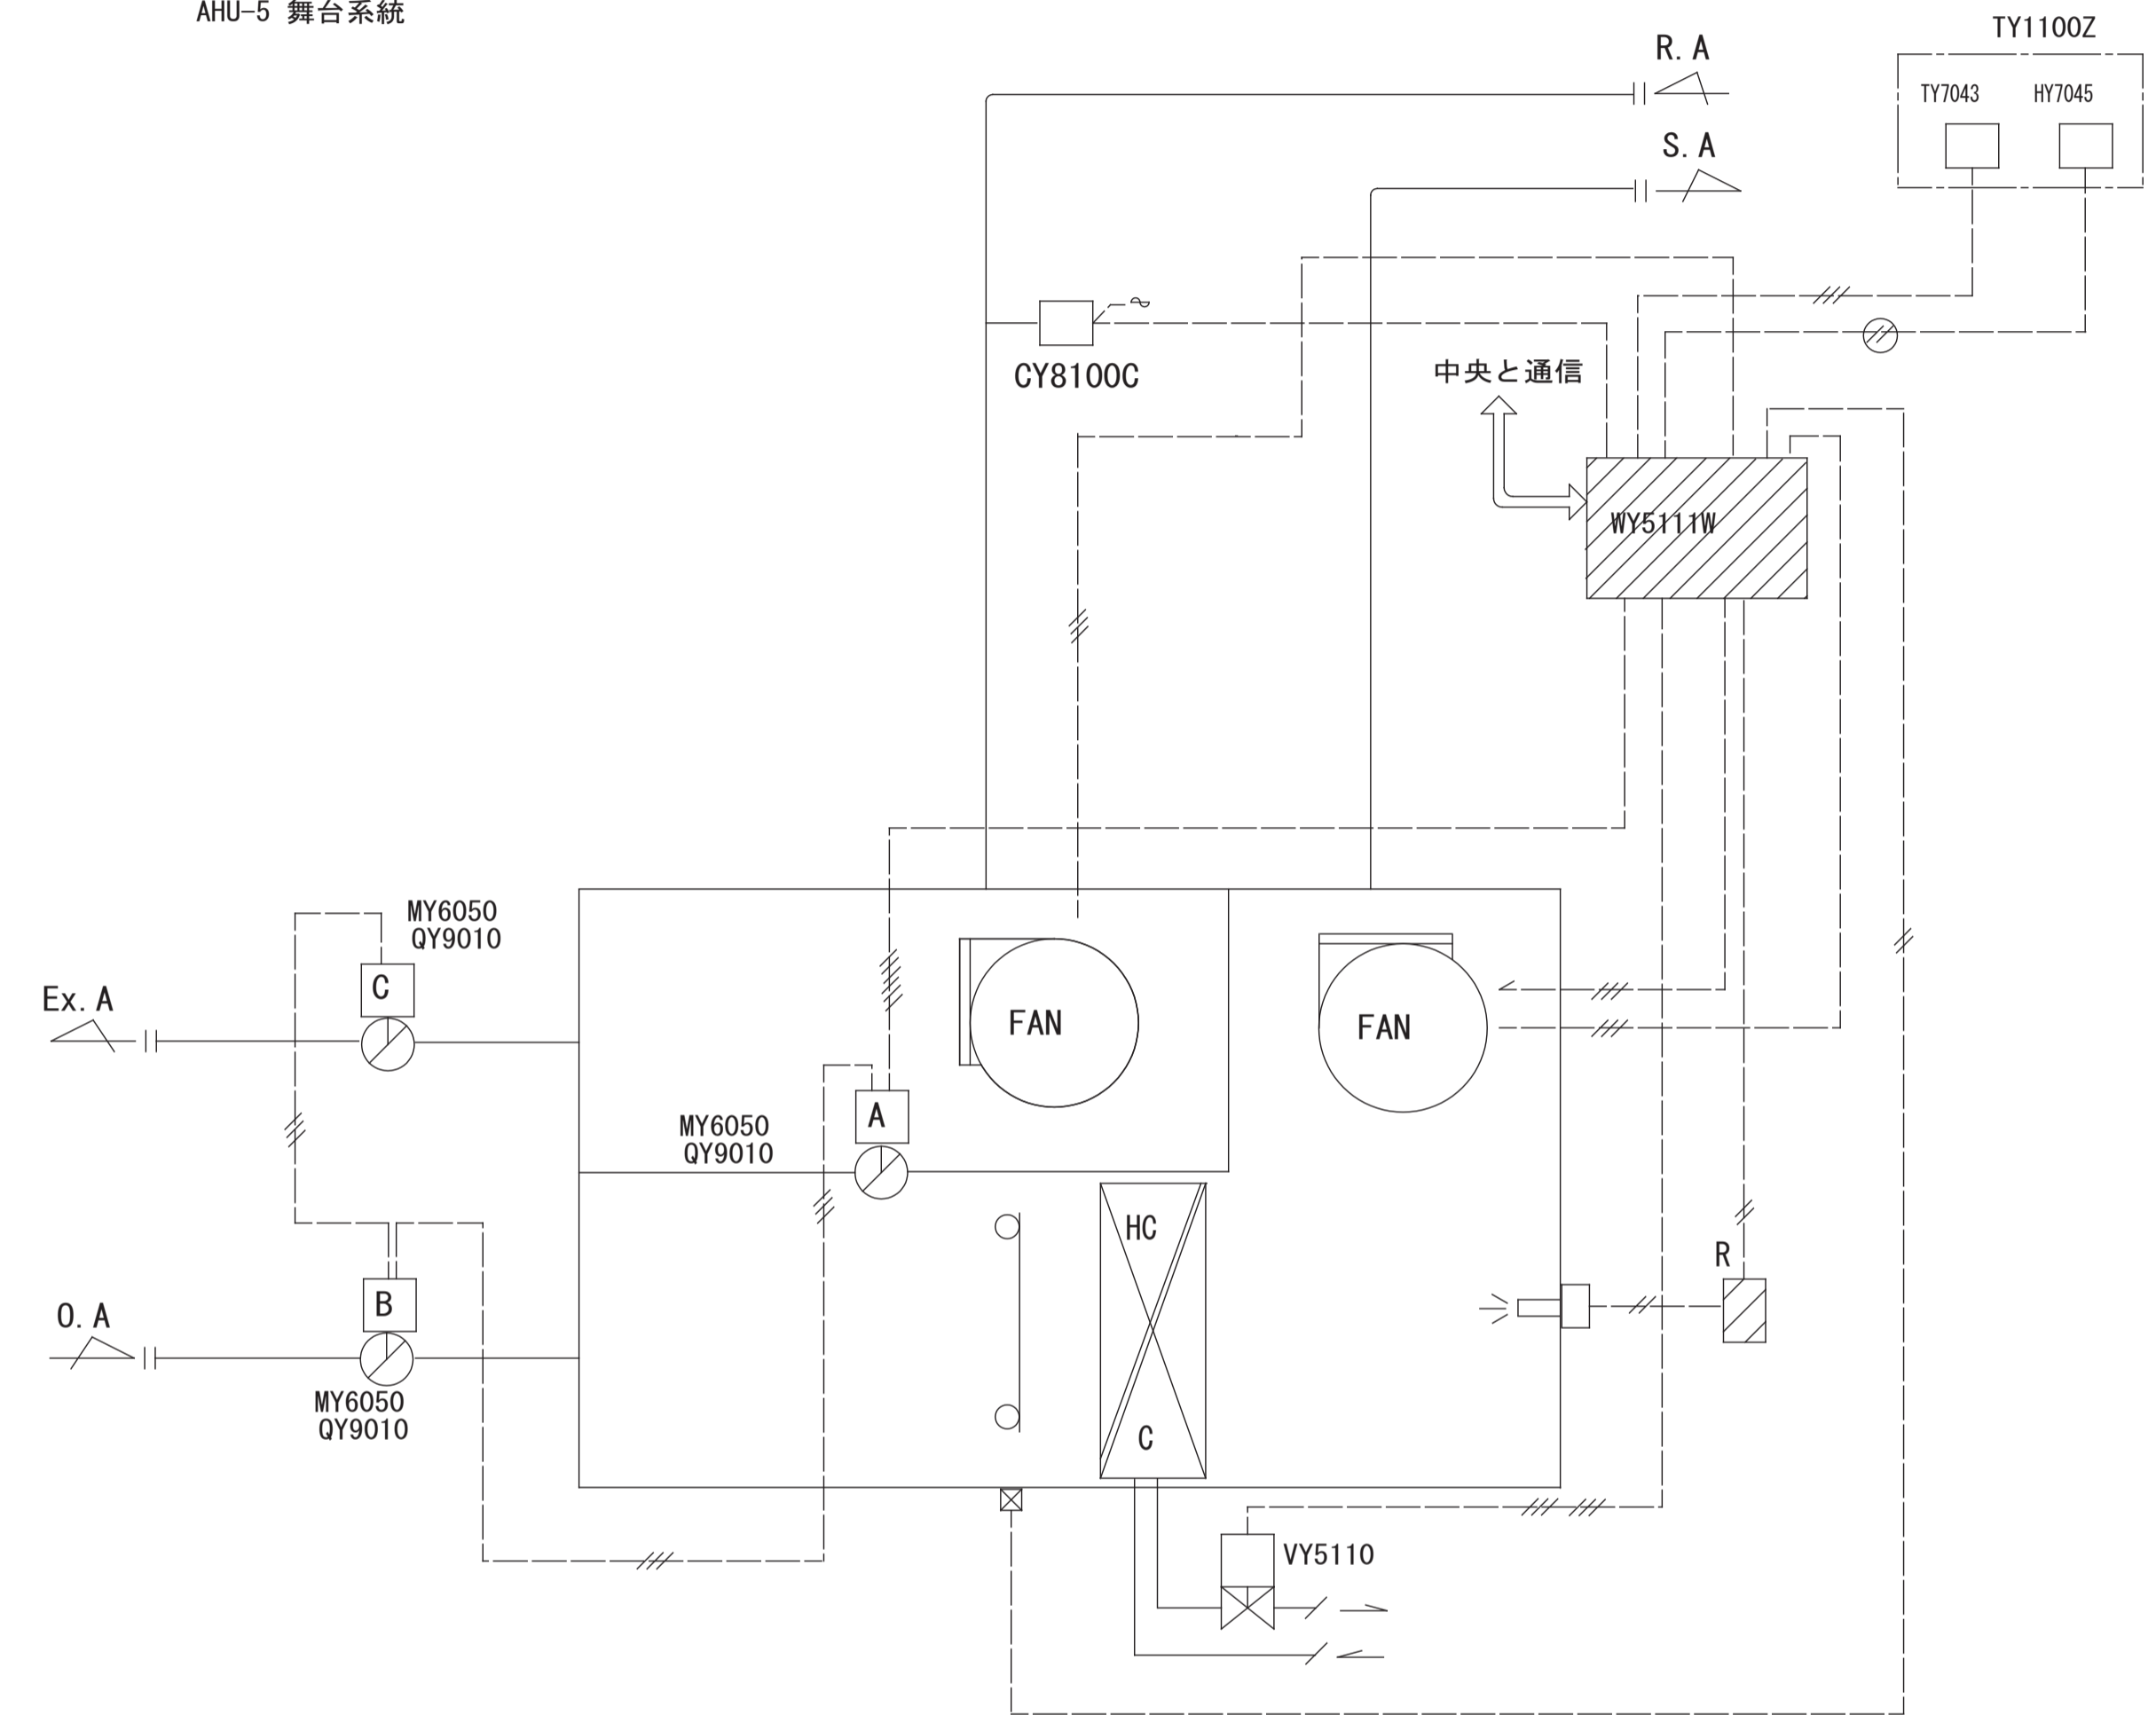 AHU-5 舞台系統
TY1100Z
R.A
TY7043
HY7045
S.A
CY8100C
中央と通信
WY5111W
MY6050
QY9010
C
Ex.A
FAN
FAN
A
MY6050
QY9010
HC
R
B
O.A
MY6050
QY9010
C
VY5110